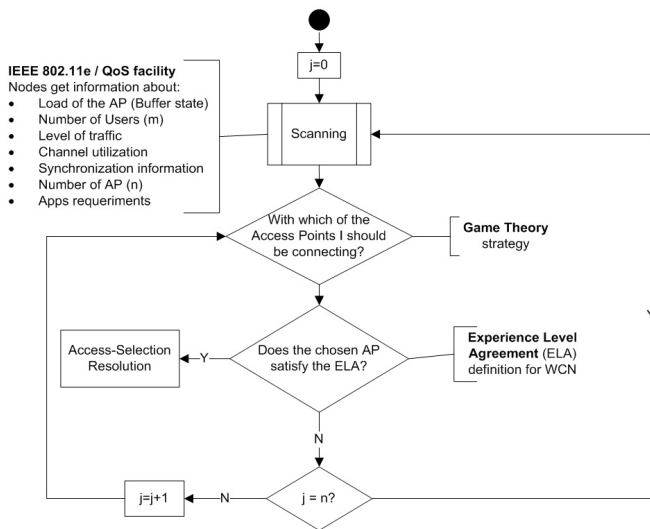 j=0
IEEE 802.11e / QoS facility
Nodes get information about:
• Load of the AP (Buffer state)
• Number of Users (m)
• Level of traffic
• Channel utilization
• Synchronization information
• Number of AP (n)
• Apps requeriments
Scanning
With which of the
Access Points I should
be connecting?
Game Theory
strategy
Access-Selection
Resolution
Y
Does the chosen AP
satisfy the ELA?
Experience Level
Agreement (ELA)
definition for WCN
N
j=j+1
N
j = n?